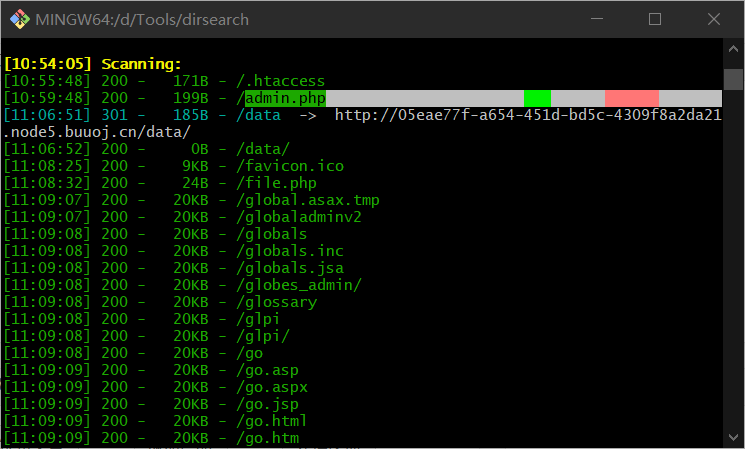 MINGW64:/d/Tools/dirsearch
[10:54:05] Scanning:
[10:55:48] 200 -   171B - /.htaccess
[10:59:48] 200 -   199B - /admin.php
[11:06:51] 301 -   185B - /data  ->  http://05eae77f-a654-451d-bd5c-4309f8a2da21
.node5.buuoj.cn/data/
[11:06:52] 200 -     0B - /data/
[11:08:25] 200 -    9KB - /favicon.ico
[11:08:32] 200 -    24B - /file.php
[11:09:07] 200 -   20KB - /global.asax.tmp
[11:09:07] 200 -   20KB - /globaladminv2
[11:09:08] 200 -   20KB - /globals
[11:09:08] 200 -   20KB - /globals.inc
[11:09:08] 200 -   20KB - /globals.jsa
[11:09:08] 200 -   20KB - /globes_admin/
[11:09:08] 200 -   20KB - /glossary
[11:09:08] 200 -   20KB - /glpi
[11:09:08] 200 -   20KB - /glpi/
[11:09:08] 200 -   20KB - /go
[11:09:09] 200 -   20KB - /go.asp
[11:09:09] 200 -   20KB - /go.aspx
[11:09:09] 200 -   20KB - /go.jsp
[11:09:09] 200 -   20KB - /go.html
[11:09:09] 200 -   20KB - /go.htm